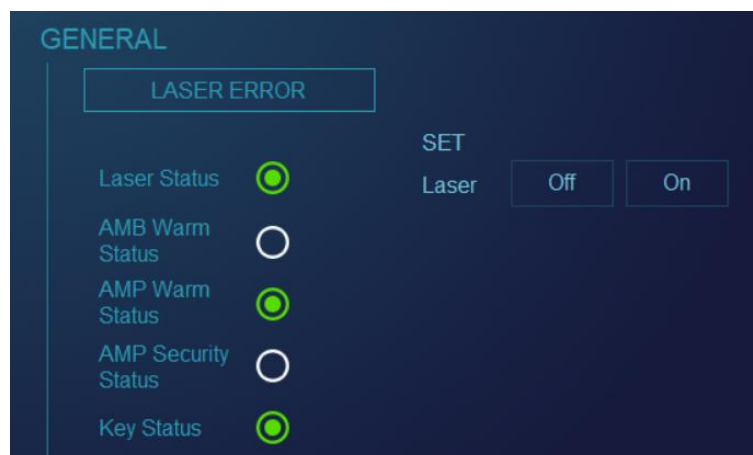 GENERAL
LASER ERROR
SET
Laser Status
Laser
Off
On
AMB Warm
Status
AMP Warm
Status
AMP Security
Status
Key Status